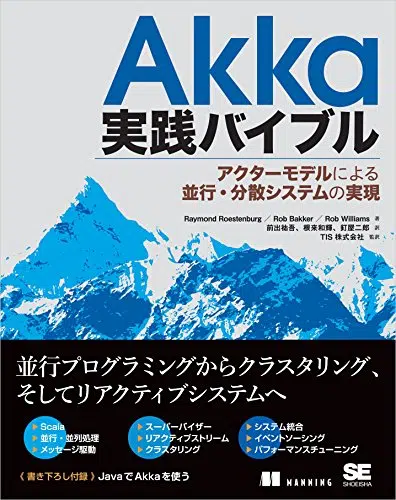 Akka
実践バイブル
アクターモデルによる
並行・分散システムの実現
Raymond Roestenburg / Rob Bakker / Rob Williams 著
前出祐吾、根来和輝、釘屋二郎 訳
TIS 株式会社 監訳
並行プログラミングからクラスタリング、
そしてリアクティブシステムへ
▶Scala
▶並行・並列処理
▶メッセージ駆動
▶スーパーバイザー
▶リアクティブストリーム
▶クラスタリング
▶システム統合
▶イベントソーシング
▶パフォーマンスチューニング
《書き下ろし付録》JavaでAkkaを使う
MANNING
SE
SHOEISHA